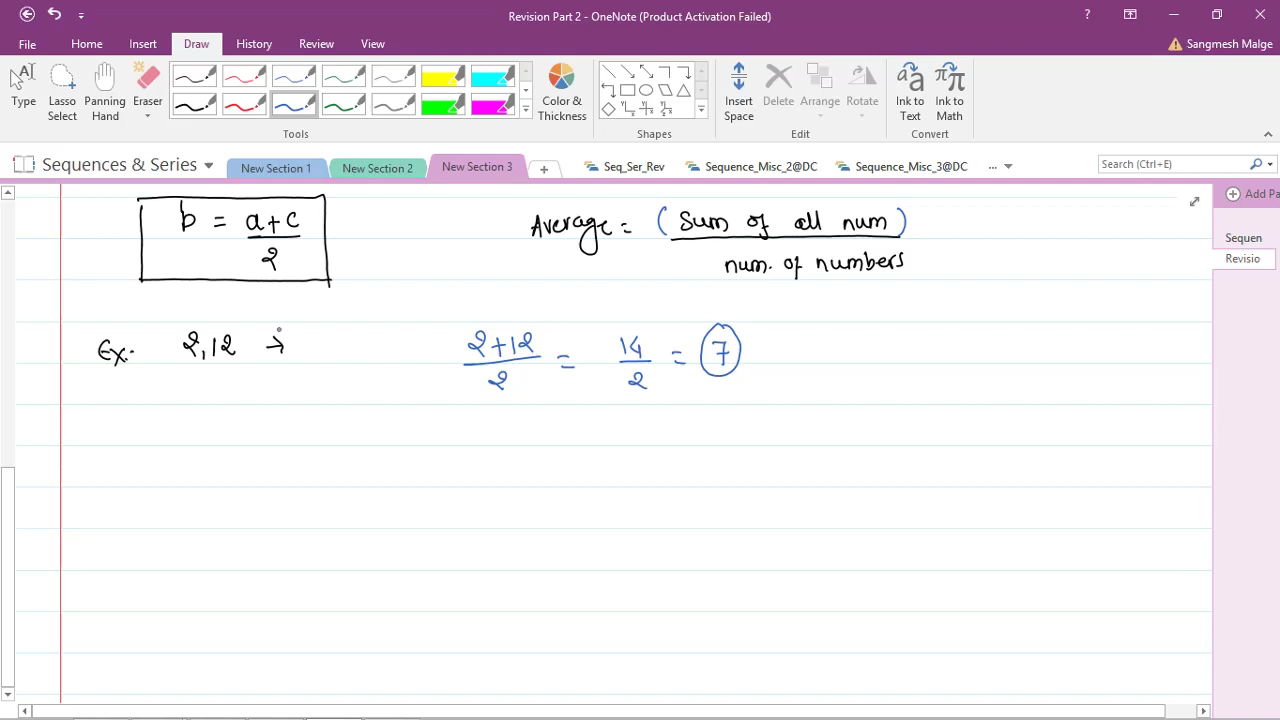 Revision Part 2 - OneNote (Product Activation Failed)
File Home Insert Draw History Review View Sangmesh Malge
Type Lasso Select Panning Hand Eraser Color & Thickness Insert Space Delete Arrange Rotate Ink to Text Ink to Math
Tools Shapes Edit Convert
Sequences & Series New Section 1 New Section 2 New Section 3 Seq_Ser_Rev Sequence_Misc_2@DC Sequence_Misc_3@DC ... Search (Ctrl+E)
Add Pa
Sequen
Revisio
b = a+c / 2
Average = (Sum of all num) / num. of numbers
Ex. 2,12 → 2+12 / 2 = 14 / 2 = 7